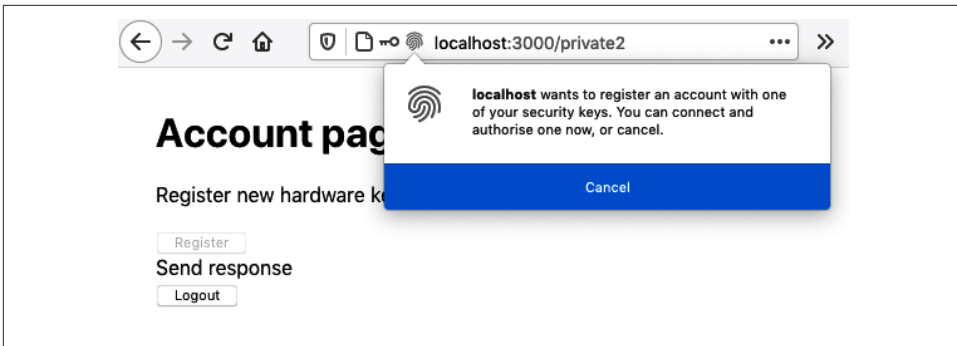 localhost:3000/private2
localhost wants to register an account with one
of your security keys. You can connect and
authorise one now, or cancel.
Cancel
Account pag
Register new hardware k
Register
Send response
Logout